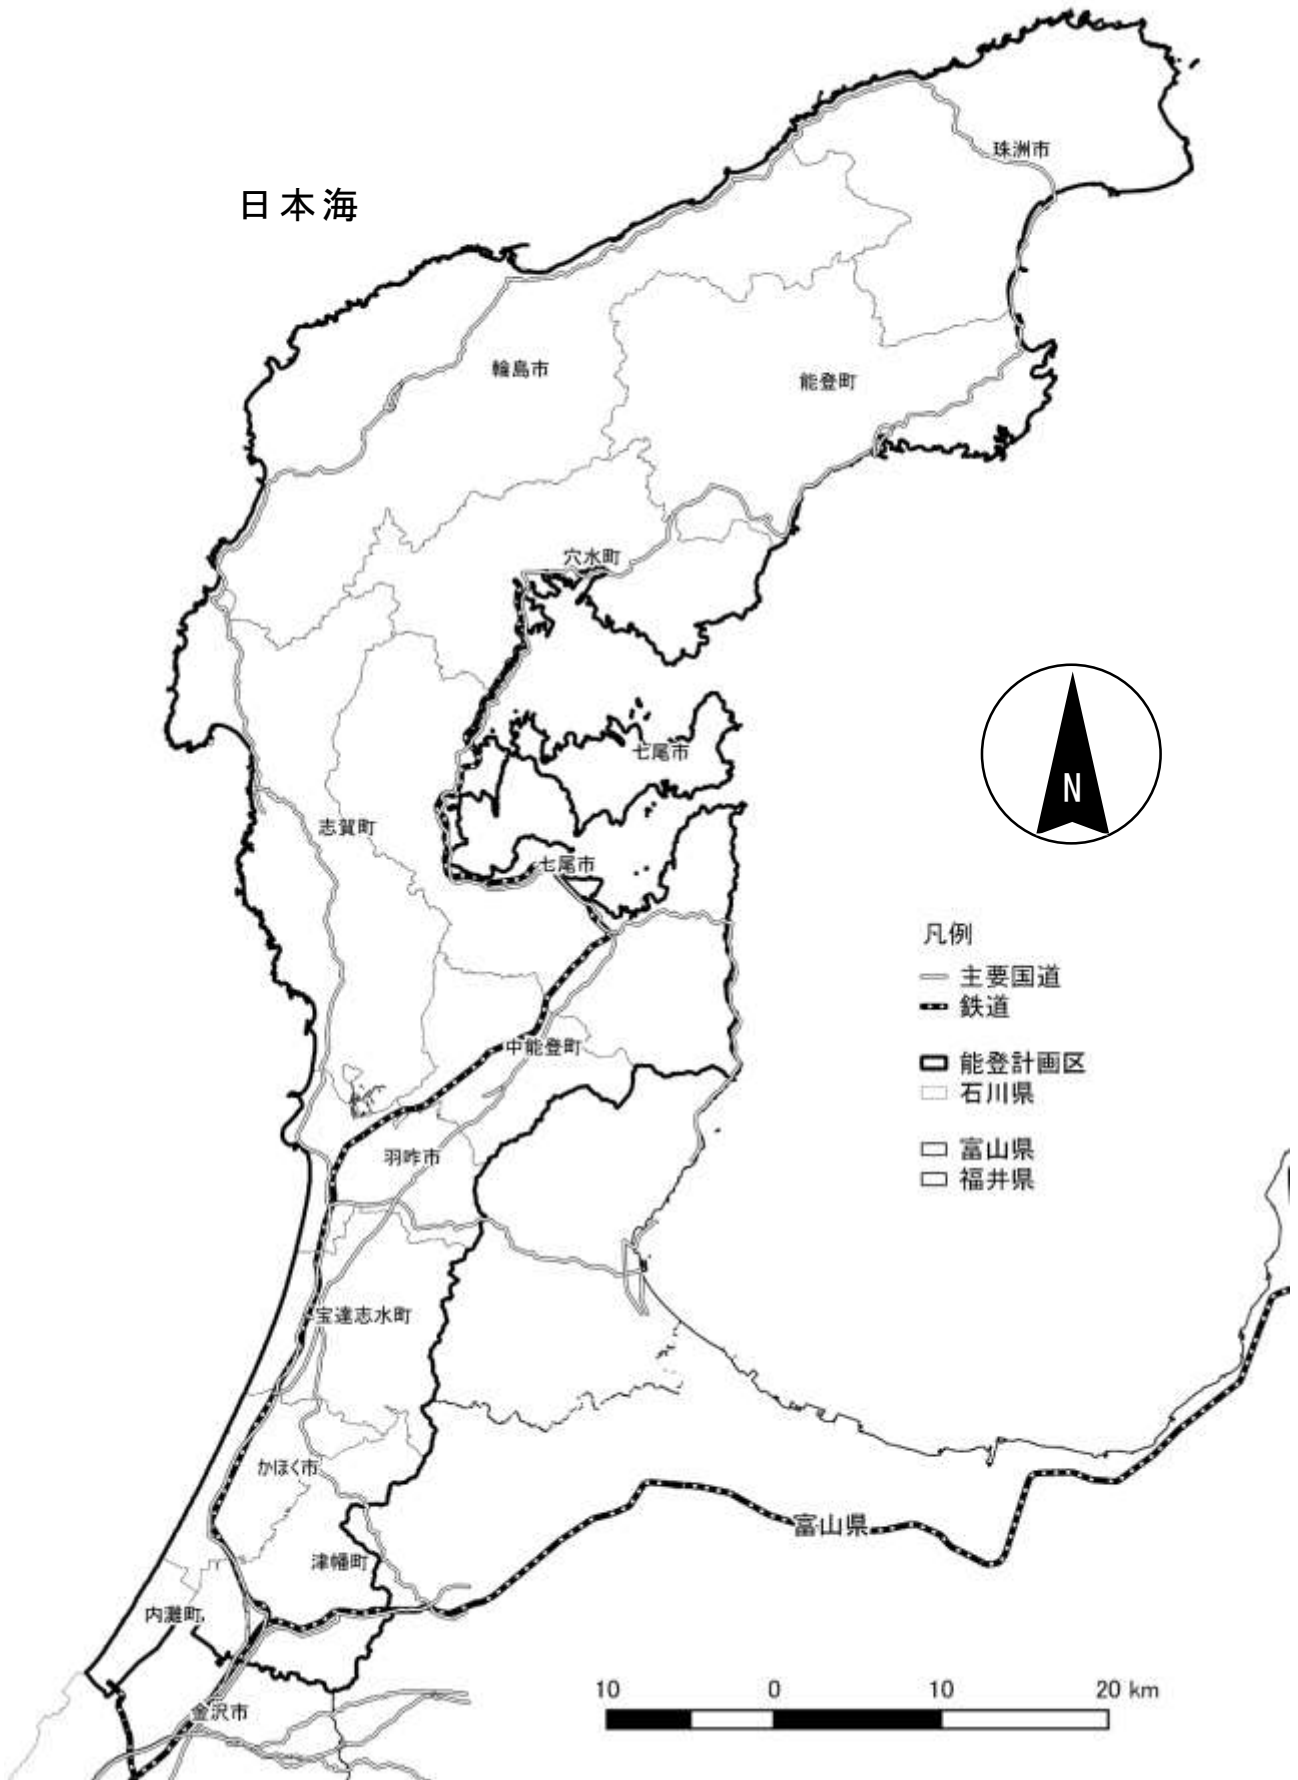 珠洲市
日本海
輪島市
能登町
穴水町
七尾市
N
志賀町
七尾市
凡例
主要国道
鉄道
中能登町
能登計画区
石川県
羽咋市
富山県
福井県
宝達志水町
かほく市
富山県
津幡町
内灘町
10 0 10 20 km
金沢市